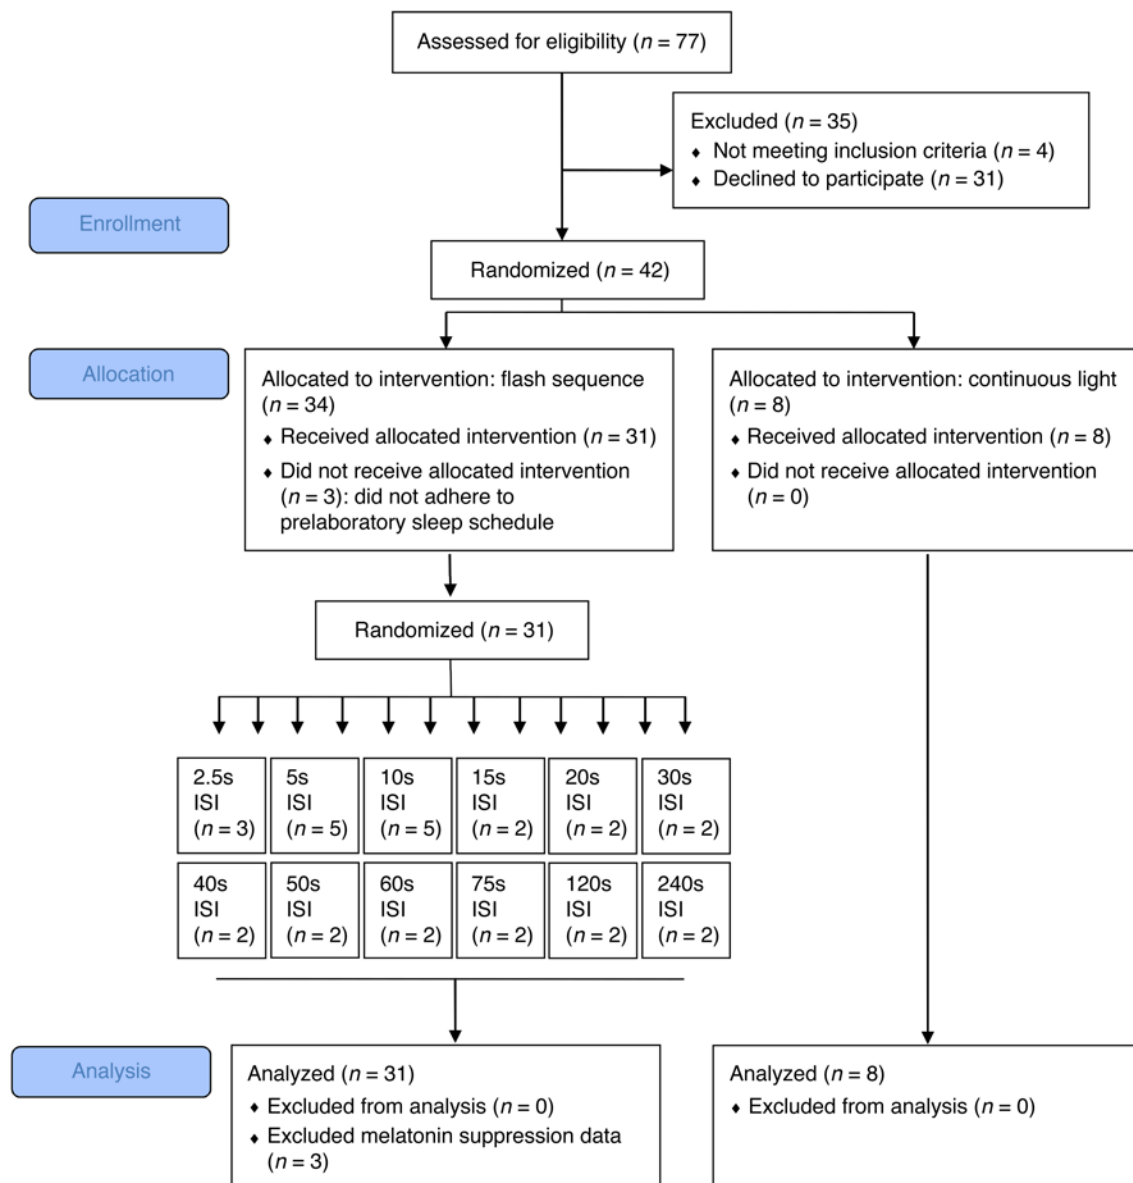 Assessed for eligibility (n = 77)
Excluded (n = 35)
♦ Not meeting inclusion criteria (n = 4)
♦ Declined to participate (n = 31)
Enrollment
Randomized (n = 42)
Allocation
Allocated to intervention: flash sequence
(n = 34)
♦ Received allocated intervention (n = 31)
♦ Did not receive allocated intervention
(n = 3): did not adhere to
prelaboratory sleep schedule
Allocated to intervention: continuous light
(n = 8)
♦ Received allocated intervention (n = 8)
♦ Did not receive allocated intervention
(n = 0)
Randomized (n = 31)
2.5s
ISI
(n = 3)
5s
ISI
(n = 5)
10s
ISI
(n = 5)
15s
ISI
(n = 2)
20s
ISI
(n = 2)
30s
ISI
(n = 2)
40s
ISI
(n = 2)
50s
ISI
(n = 2)
60s
ISI
(n = 2)
75s
ISI
(n = 2)
120s
ISI
(n = 2)
240s
ISI
(n = 2)
Analysis
Analyzed (n = 31)
♦ Excluded from analysis (n = 0)
♦ Excluded melatonin suppression data
(n = 3)
Analyzed (n = 8)
♦ Excluded from analysis (n = 0)